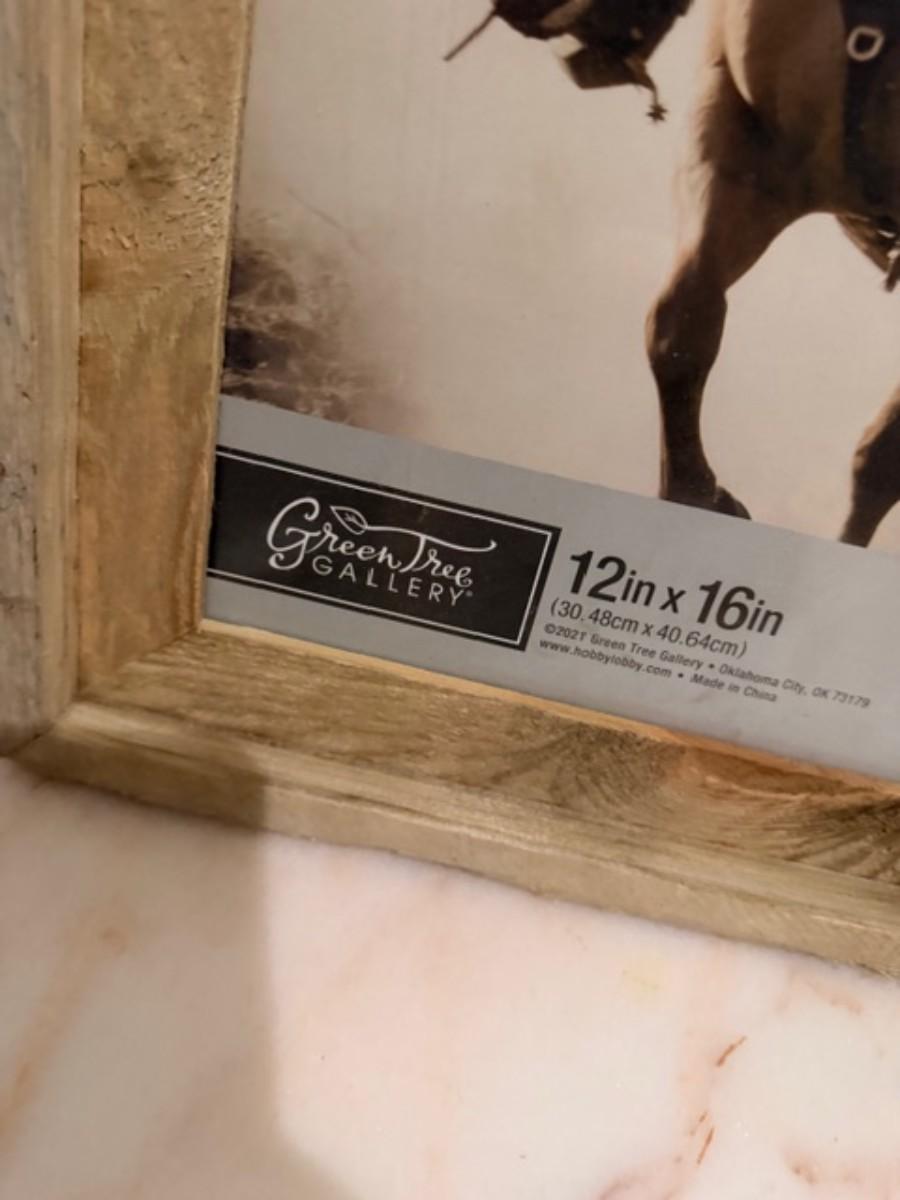 Green Tree
GALLERY®
12in x 16in
(30.48cm x 40.64cm)
©2021 Green Tree Gallery • Oklahoma City, OK 73179
www.hobbylobby.com • Made in China